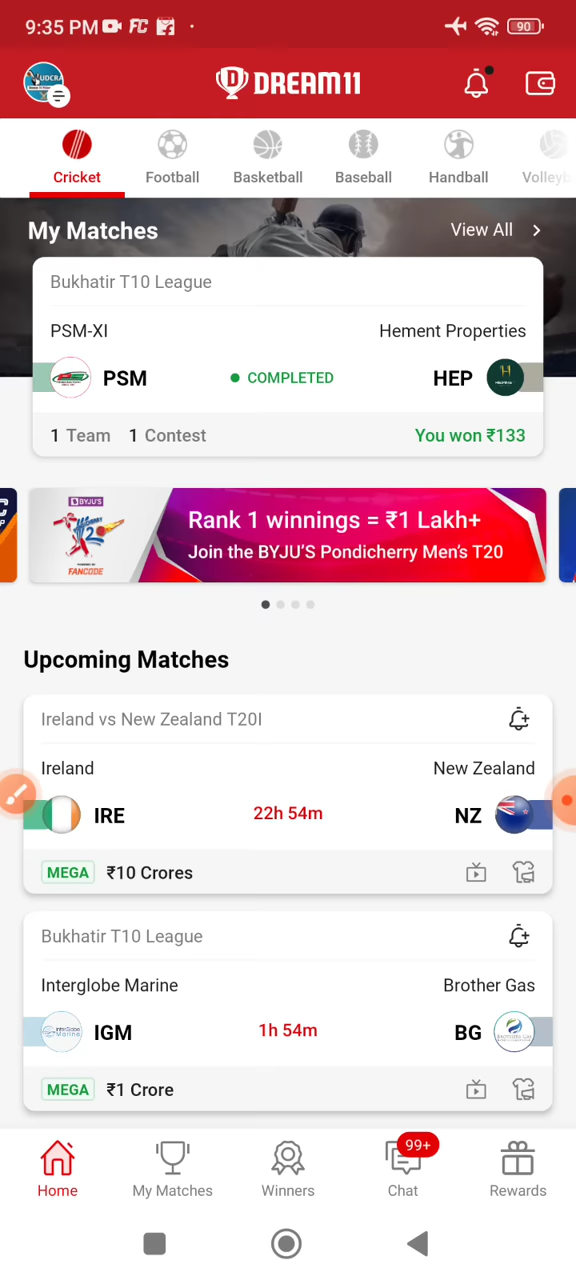 9:35 PM FC
90
UDCRA
DREAM11
Cricket Football Basketball Baseball Handball Volleyb
My Matches View All
Bukhatir T10 League
PSM-XI Hement Properties
PSM COMPLETED HEP
1 Team 1 Contest You won ₹133
BYJU'S
Rank 1 winnings = ₹1 Lakh+
Join the BYJU'S Pondicherry Men's T20
FANCODE
Upcoming Matches
Ireland vs New Zealand T20I
Ireland New Zealand
IRE 22h 54m NZ
MEGA ₹10 Crores
Bukhatir T10 League
Interglobe Marine Brother Gas
IGM 1h 54m BG
MEGA ₹1 Crore
99+
Home My Matches Winners Chat Rewards